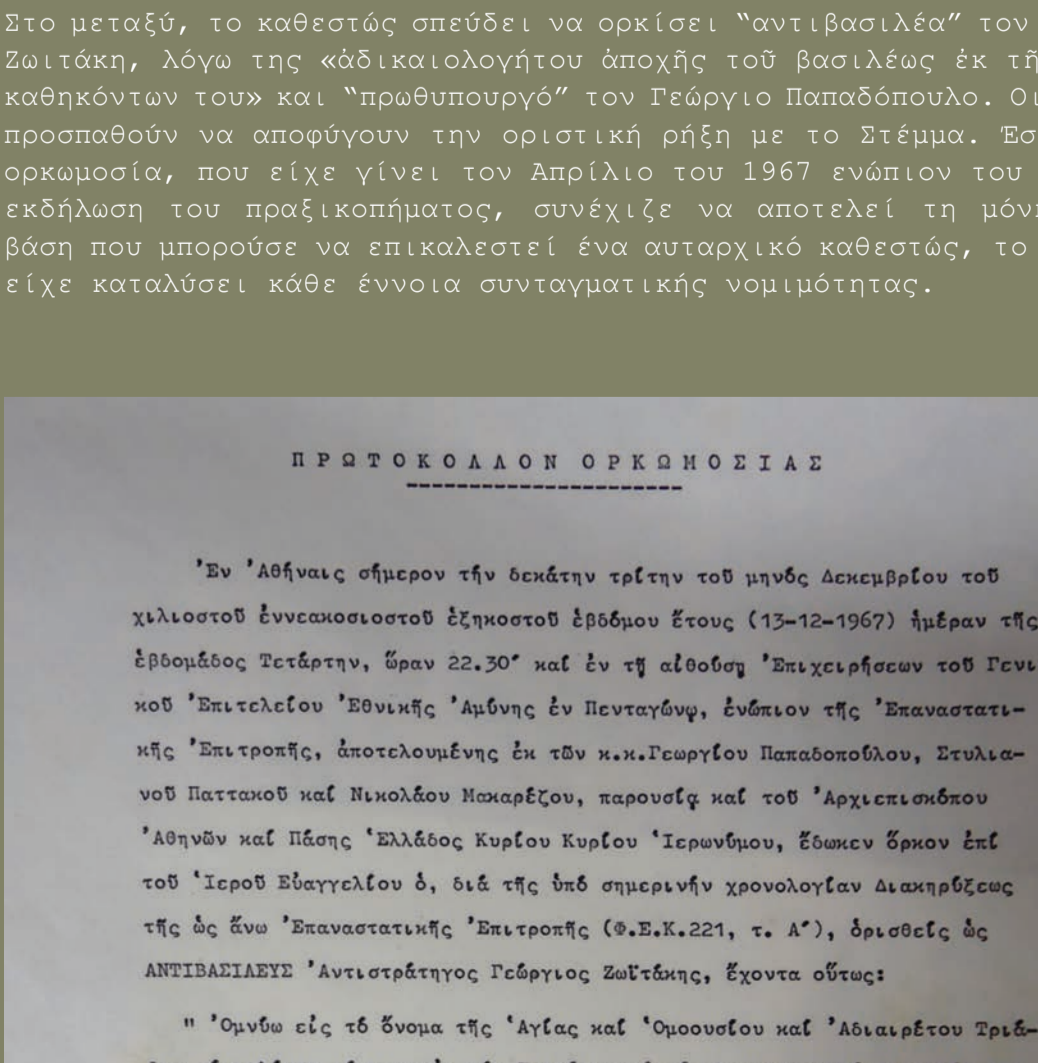 Στο μεταξύ, το καθεστώς σπεύδει να ορκίσει “αντιβασιλέα” τον
Ζωιτάκη, λόγω της «ἀδικαιολογήτου ἀποχῆς τοῦ βασιλέως ἐκ τῆ
καθηκόντων του» και “πρωθυπουργό” τον Γεώργιο Παπαδόπουλο. Οι
προσπαθούν να αποφύγουν την οριστική ρήξη με το Στέμμα. Έσ
ορκωμοσία, που είχε γίνει τον Απρίλιο του 1967 ενώπιον του
εκδήλωση του πραξικοπήματος, συνέχιζε να αποτελεί τη μόν
βάση που μπορούσε να επικαλεστεί ένα αυταρχικό καθεστώς, το
είχε καταλύσει κάθε έννοια συνταγματικής νομιμότητας.
ΠΡΩΤΟΚΟΛΛΟΝ ΟΡΚΩΜΟΣΙΑΣ
Ἐν Ἀθήναις σήμερον τήν δεκάτην τρίτην τοῦ μηνός Δεκεμβρίου τοῦ
χιλιοστοῦ ἐννεακοσιοστοῦ ἑξηκοστοῦ ἑβδόμου ἔτους (13-12-1967) ἡμέραν τῆς
ἑβδομάδος Τετάρτην, ὥραν 22.30' καί ἐν τῇ αἰθούσῃ Ἐπιχειρήσεων τοῦ Γενι
κοῦ Ἐπιτελείου Ἐθνικῆς Ἀμύνης ἐν Πενταγώνῳ, ἐνώπιον τῆς Ἐπαναστατι-
κῆς Ἐπιτροπῆς, ἀποτελουμένης ἐκ τῶν κ.κ.Γεωργίου Παπαδοπούλου, Στυλια-
νοῦ Παττακοῦ καί Νικολάου Μακαρέζου, παρουσίᾳ καί τοῦ Ἀρχιεπισκόπου
Ἀθηνῶν καί Πάσης Ἑλλάδος Κυρίου Κυρίου Ἱερωνύμου, ἔδωκεν ὅρκον ἐπί
τοῦ Ἱεροῦ Εὐαγγελίου ὁ, διά τῆς ὑπό σημερινήν χρονολογίαν Διακηρύξεως
τῆς ὡς ἄνω Ἐπαναστατικῆς Ἐπιτροπῆς (Φ.Ε.Κ.221, τ. Α'), ὁρισθείς ὡς
ΑΝΤΙΒΑΣΙΛΕΥΣ Ἀντιστράτηγος Γεώργιος Ζωϊτάκης, ἔχοντα οὕτως:
" Ὀμνύω εἰς τό ὄνομα τῆς Ἁγίας καί Ὁμοουσίου καί Ἀδιαιρέτου Τριά-